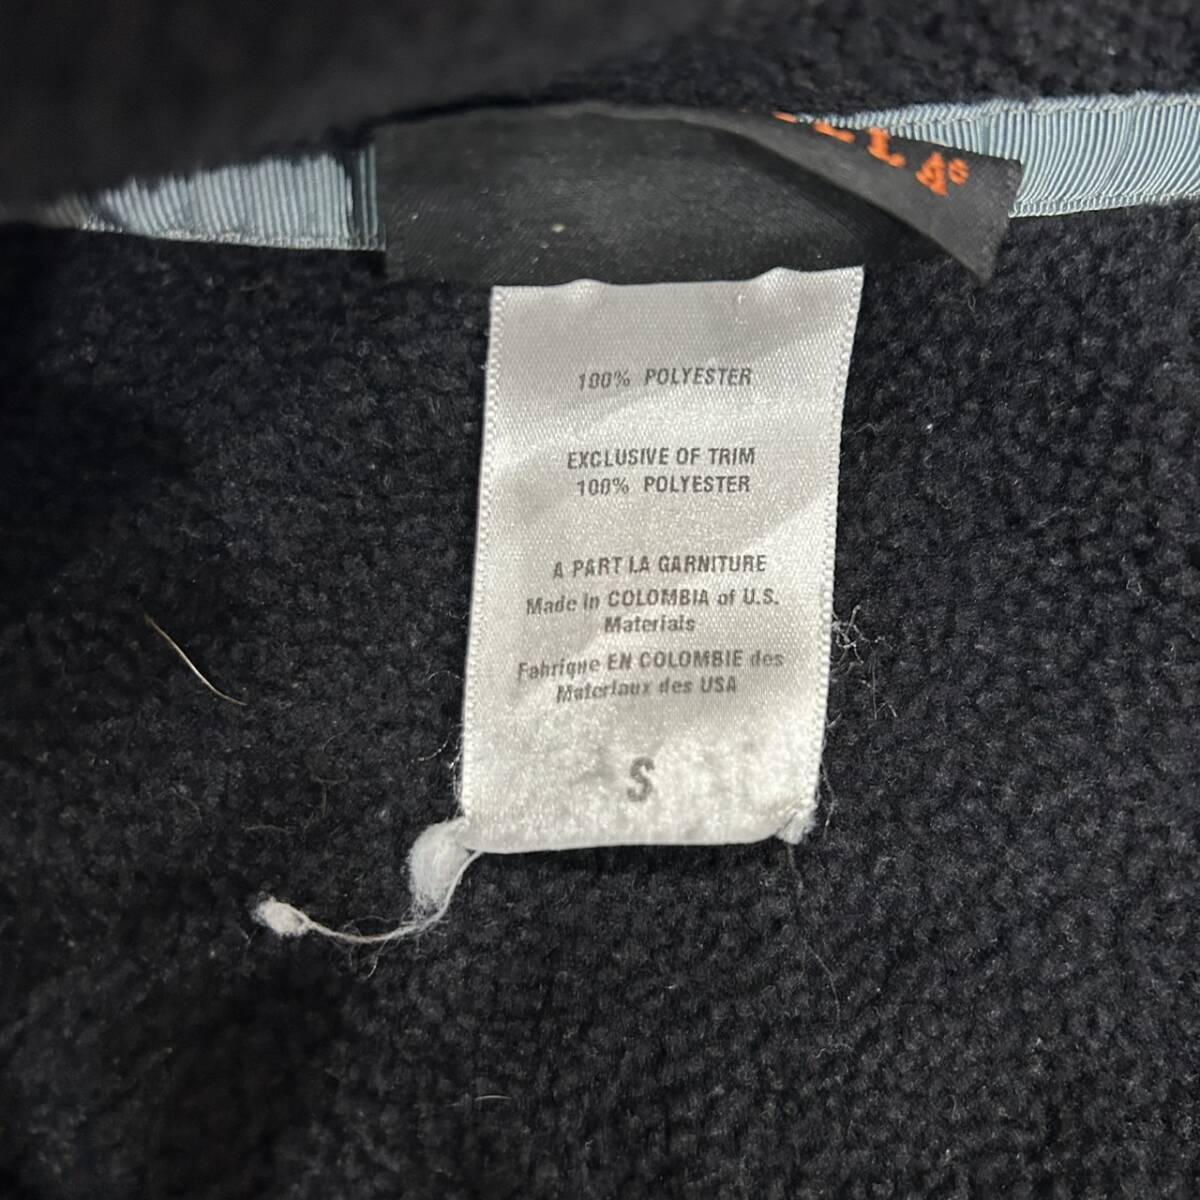 100% POLYESTER
EXCLUSIVE OF TRIM
100% POLYESTER
A PART LA GARNITURE
Made in COLOMBIA of U.S.
Materials
Fabrique EN COLOMBIE des
Materiaux des USA
S